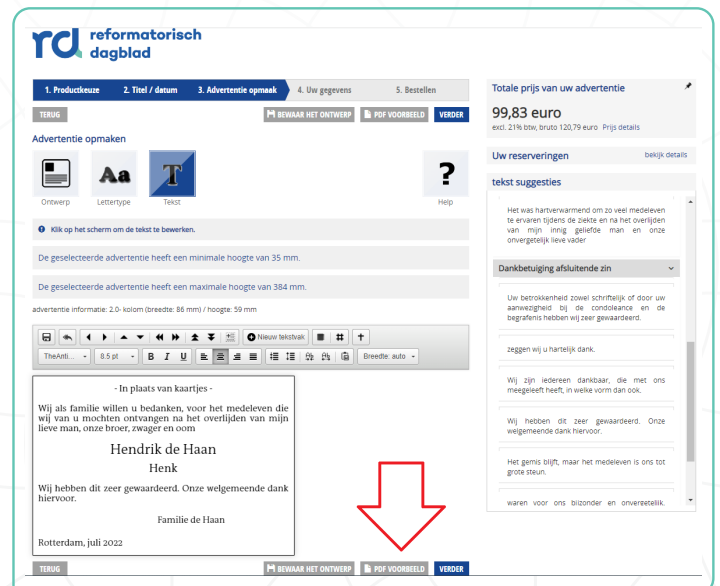 rd reformatorisch
dagblad
1. Productkeuze 2. Titel / datum 3. Advertentie opmaak 4. Uw gegevens 5. Bestellen
TERUG BEWAAR HET ONTWERP PDF VOORBEELD VERDER
Advertentie opmaken
Aa T ?
Ontwerp Lettertype Tekst Help
Klik op het scherm om de tekst te bewerken.
De geselecteerde advertentie heeft een minimale hoogte van 35 mm.
De geselecteerde advertentie heeft een maximale hoogte van 384 mm.
advertentie informatie: 2.0- kolom (breedte: 86 mm) / hoogte: 59 mm
Nieuw tekstvak
TheAnti... 8.5 pt B I U Breedte: auto
- In plaats van kaartjes -
Wij als familie willen u bedanken, voor het medeleven die
wij van u mochten ontvangen na het overlijden van mijn
lieve man, onze broer, zwager en oom
Hendrik de Haan
Henk
Wij hebben dit zeer gewaardeerd. Onze welgemeende dank
hiervoor.
Familie de Haan
Rotterdam, juli 2022
TERUG BEWAAR HET ONTWERP PDF VOORBEELD VERDER
Totale prijs van uw advertentie
99,83 euro
excl. 21% btw, bruto 120,79 euro Prijs details
Uw reserveringen bekijk details
tekst suggesties
Het was hartverwarmend om zo veel medeleven
te ervaren tijdens de ziekte en na het overlijden
van mijn innig geliefde man en onze
onvergetelijk lieve vader
Dankbetuiging afsluitende zin
Uw betrokkenheid zowel schriftelijk of door uw
aanwezigheid bij de condoleance en de
begrafenis hebben wij zeer gewaardeerd.
zeggen wij u hartelijk dank.
Wij zijn iedereen dankbaar, die met ons
meegeleeft heeft, in welke vorm dan ook.
Wij hebben dit zeer gewaardeerd. Onze
welgemeende dank hiervoor.
Het gemis blijft, maar het medeleven is ons tot
grote steun.
waren voor ons bijzonder en onvergetelijk.